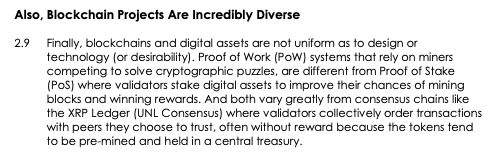 Also, Blockchain Projects Are Incredibly Diverse
2.9 Finally, blockchains and digital assets are not uniform as to design or
technology (or desirability). Proof of Work (PoW) systems that rely on miners
competing to solve cryptographic puzzles, are different from Proof of Stake
(PoS) where validators stake digital assets to improve their chances of mining
blocks and winning rewards. And both vary greatly from consensus chains like
the XRP Ledger (UNL Consensus) where validators collectively order transactions
with peers they choose to trust, often without reward because the tokens tend
to be pre-mined and held in a central treasury.